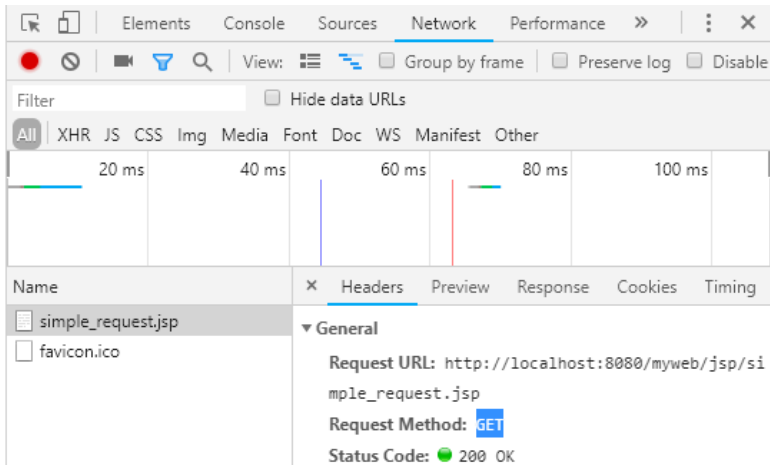 Elements Console Sources Network Performance »
View: Group by frame Preserve log Disable
Filter Hide data URLs
All XHR JS CSS Img Media Font Doc WS Manifest Other
20 ms 40 ms 60 ms 80 ms 100 ms
Name
× Headers Preview Response Cookies Timing
simple_request.jsp
favicon.ico
▼ General
Request URL: http://localhost:8080/myweb/jsp/si
mple_request.jsp
Request Method: GET
Status Code: 200 OK